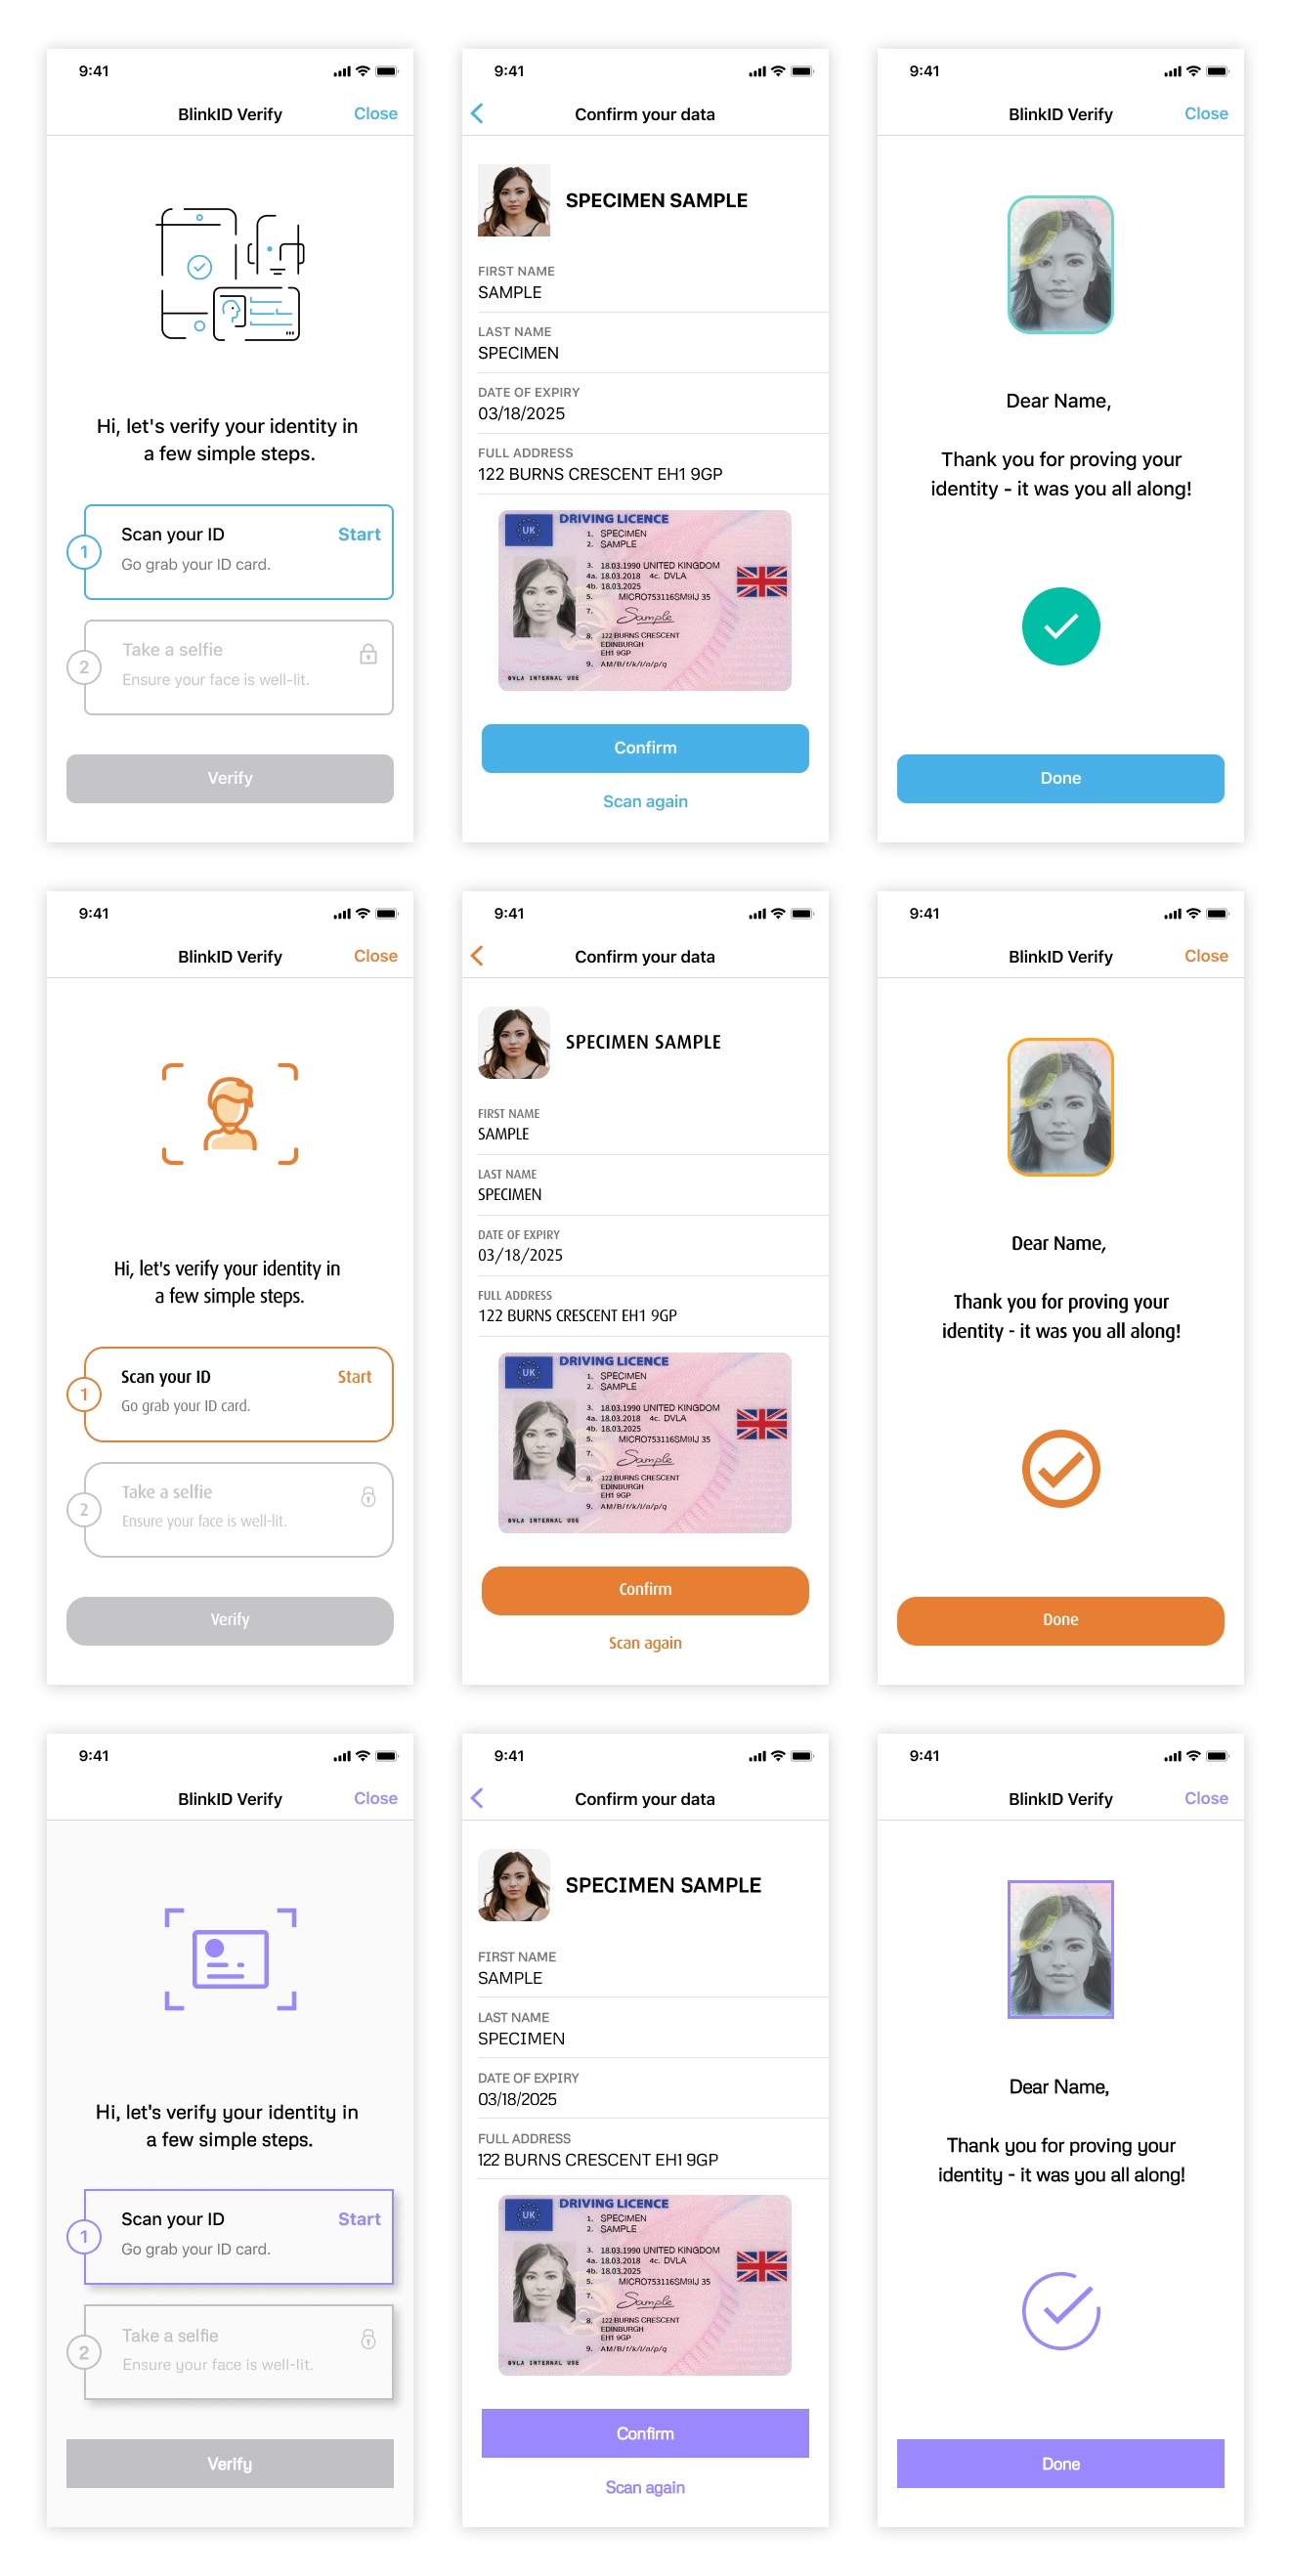 9:41
BlinkID Verify Close
Hi, let's verify your identity in
a few simple steps.
1 Scan your ID Start
Go grab your ID card.
2 Take a selfie
Ensure your face is well-lit.
Verify
9:41
Confirm your data
SPECIMEN SAMPLE
FIRST NAME
SAMPLE
LAST NAME
SPECIMEN
DATE OF EXPIRY
03/18/2025
FULL ADDRESS
122 BURNS CRESCENT EH1 9GP
DRIVING LICENCE
UK
1. SPECIMEN
2. SAMPLE
3. 18.03.1990 UNITED KINGDOM
4a. 18.03.2018 4c. DVLA
4b. 18.03.2025
5. MICRO753116SM9IJ 35
7. Sample
8. 122 BURNS CRESCENT
EDINBURGH
EH1 9GP
9. AM/B/f/k/l/n/p/q
DVLA INTERNAL USE
Confirm
Scan again
9:41
BlinkID Verify Close
Dear Name,
Thank you for proving your
identity - it was you all along!
Done
9:41
BlinkID Verify Close
Hi, let's verify your identity in
a few simple steps.
1 Scan your ID Start
Go grab your ID card.
2 Take a selfie
Ensure your face is well-lit.
Verify
9:41
Confirm your data
SPECIMEN SAMPLE
FIRST NAME
SAMPLE
LAST NAME
SPECIMEN
DATE OF EXPIRY
03/18/2025
FULL ADDRESS
122 BURNS CRESCENT EH1 9GP
DRIVING LICENCE
UK
1. SPECIMEN
2. SAMPLE
3. 18.03.1990 UNITED KINGDOM
4a. 18.03.2018 4c. DVLA
4b. 18.03.2025
5. MICRO753116SM9IJ 35
7. Sample
8. 122 BURNS CRESCENT
EDINBURGH
EH1 9GP
9. AM/B/f/k/l/n/p/q
DVLA INTERNAL USE
Confirm
Scan again
9:41
BlinkID Verify Close
Dear Name,
Thank you for proving your
identity - it was you all along!
Done
9:41
BlinkID Verify Close
Hi, let's verify your identity in
a few simple steps.
1 Scan your ID Start
Go grab your ID card.
2 Take a selfie
Ensure your face is well-lit.
Verify
9:41
Confirm your data
SPECIMEN SAMPLE
FIRST NAME
SAMPLE
LAST NAME
SPECIMEN
DATE OF EXPIRY
03/18/2025
FULL ADDRESS
122 BURNS CRESCENT EH1 9GP
DRIVING LICENCE
UK
1. SPECIMEN
2. SAMPLE
3. 18.03.1990 UNITED KINGDOM
4a. 18.03.2018 4c. DVLA
4b. 18.03.2025
5. MICRO753116SM9IJ 35
7. Sample
8. 122 BURNS CRESCENT
EDINBURGH
EH1 9GP
9. AM/B/f/k/l/n/p/q
DVLA INTERNAL USE
Confirm
Scan again
9:41
BlinkID Verify Close
Dear Name,
Thank you for proving your
identity - it was you all along!
Done